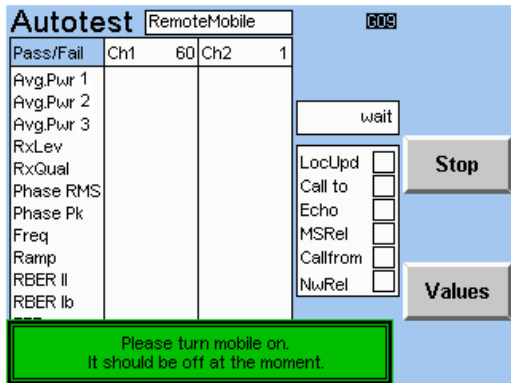 Autotest RemoteMobile G09
Pass/Fail Ch1 60 Ch2 1
Avg.Pwr 1
Avg.Pwr 2
Avg.Pwr 3
RxLev
RxQual
Phase RMS
Phase Pk
Freq
Ramp
RBER II
RBER Ib
wait
LocUpd
Call to
Echo
MSRel
Callfrom
NwRel
Stop
Values
Please turn mobile on.
It should be off at the moment.